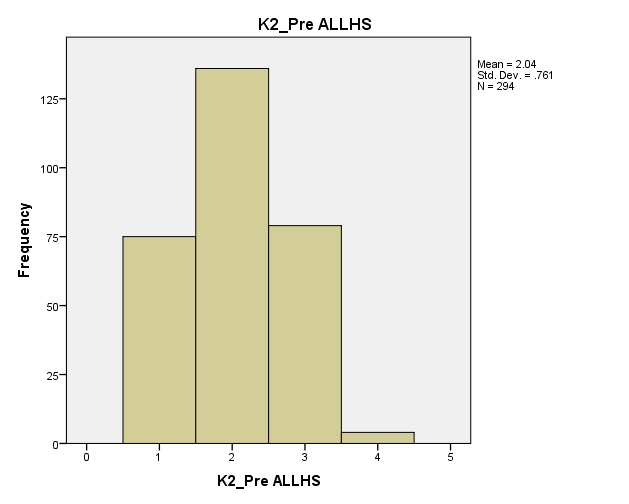 K2_Pre ALLHS
Mean = 2.04
Std. Dev. = .761
N = 294
Frequency
125
100
75
50
25
0
0 1 2 3 4 5
K2_Pre ALLHS